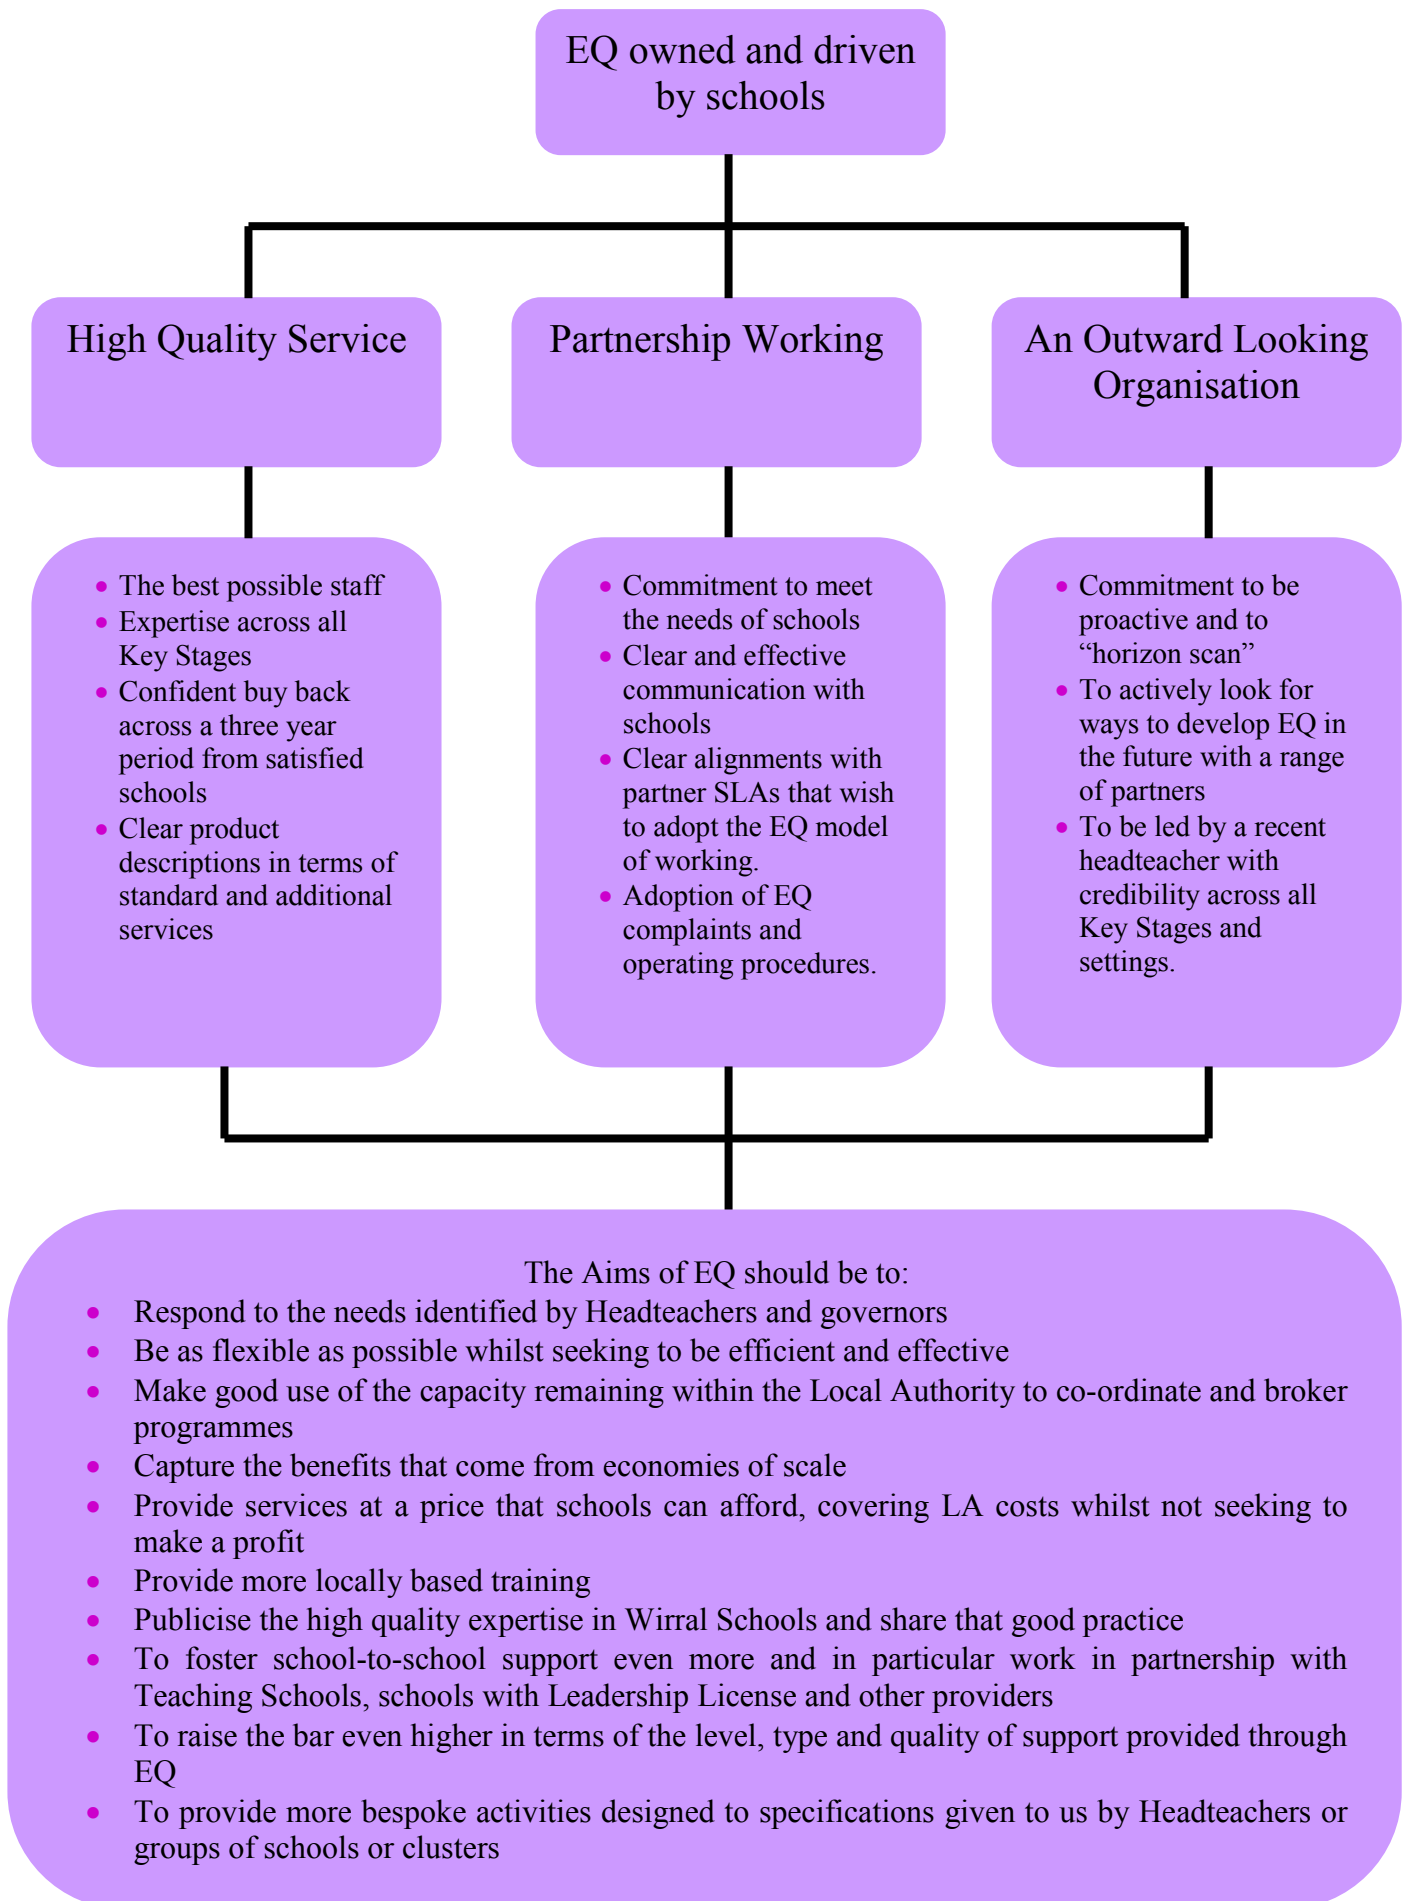 EQ owned and driven
by schools
High Quality Service
Partnership Working
An Outward Looking
Organisation
• The best possible staff
• Expertise across all
Key Stages
• Confident buy back
across a three year
period from satisfied
schools
• Clear product
descriptions in terms of
standard and additional
services
• Commitment to meet
the needs of schools
• Clear and effective
communication with
schools
• Clear alignments with
partner SLAs that wish
to adopt the EQ model
of working.
• Adoption of EQ
complaints and
operating procedures.
• Commitment to be
proactive and to
“horizon scan”
• To actively look for
ways to develop EQ in
the future with a range
of partners
• To be led by a recent
headteacher with
credibility across all
Key Stages and
settings.
The Aims of EQ should be to:
• Respond to the needs identified by Headteachers and governors
• Be as flexible as possible whilst seeking to be efficient and effective
• Make good use of the capacity remaining within the Local Authority to co-ordinate and broker
programmes
• Capture the benefits that come from economies of scale
• Provide services at a price that schools can afford, covering LA costs whilst not seeking to
make a profit
• Provide more locally based training
• Publicise the high quality expertise in Wirral Schools and share that good practice
• To foster school-to-school support even more and in particular work in partnership with
Teaching Schools, schools with Leadership License and other providers
• To raise the bar even higher in terms of the level, type and quality of support provided through
EQ
• To provide more bespoke activities designed to specifications given to us by Headteachers or
groups of schools or clusters